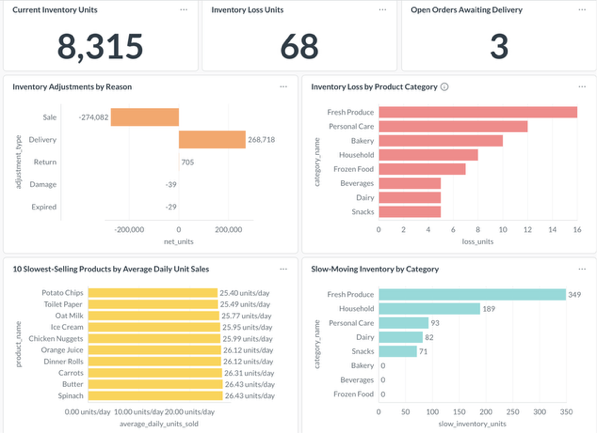 Current Inventory Units
8,315
Inventory Loss Units
68
Open Orders Awaiting Delivery
3
Inventory Adjustments by Reason
adjustment_type
Sale -274,082
Delivery 268,718
Return 705
Damage -39
Expired -29
-200,000 0 200,000
net_units
Inventory Loss by Product Category
category_name
Fresh Produce
Personal Care
Bakery
Household
Frozen Food
Beverages
Dairy
Snacks
0 2 4 6 8 10 12 14 16
loss_units
10 Slowest-Selling Products by Average Daily Unit Sales
product_name
Potato Chips 25.40 units/day
Toilet Paper 25.49 units/day
Oat Milk 25.77 units/day
Ice Cream 25.95 units/day
Chicken Nuggets 25.99 units/day
Orange Juice 26.12 units/day
Dinner Rolls 26.12 units/day
Carrots 26.31 units/day
Butter 26.43 units/day
Spinach 26.43 units/day
0.00 units/day 10.00 units/day 20.00 units/day
average_daily_units_sold
Slow-Moving Inventory by Category
category_name
Fresh Produce 349
Household 189
Personal Care 93
Dairy 82
Snacks 71
Bakery 0
Beverages 0
Frozen Food 0
0 50 100 150 200 250 300 350
slow_inventory_units